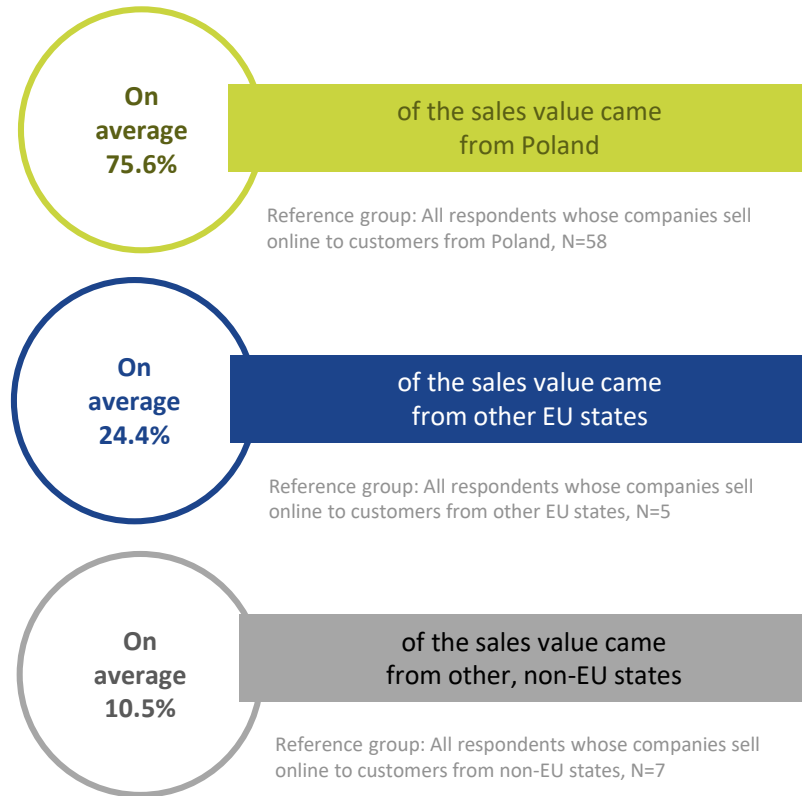 On
average
75.6%
of the sales value came
from Poland
Reference group: All respondents whose companies sell
online to customers from Poland, N=58
On
average
24.4%
of the sales value came
from other EU states
Reference group: All respondents whose companies sell
online to customers from other EU states, N=5
On
average
10.5%
of the sales value came
from other, non-EU states
Reference group: All respondents whose companies sell
online to customers from non-EU states, N=7